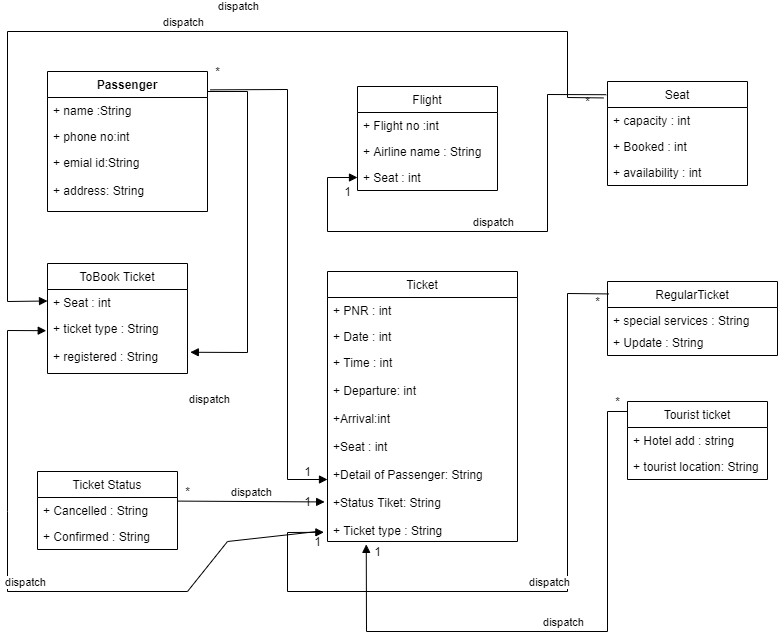 dispatch
dispatch
*
Passenger
+ name :String
+ phone no:int
+ emial id:String
+ address: String
Flight
+ Flight no :int
+ Airline name : String
+ Seat : int
1
dispatch
*
Seat
+ capacity : int
+ Booked : int
+ availability : int
ToBook Ticket
+ Seat : int
+ ticket type : String
+ registered : String
dispatch
Ticket
+ PNR : int
+ Date : int
+ Time : int
+ Departure: int
+Arrival:int
+Seat : int
+Detail of Passenger: String
+Status Tiket: String
+ Ticket type : String
*
RegularTicket
+ special services : String
+ Update : String
*
Tourist ticket
+ Hotel add : string
+ tourist location: String
Ticket Status
+ Cancelled : String
+ Confirmed : String
*
dispatch
1
1
1
1
dispatch
dispatch
dispatch